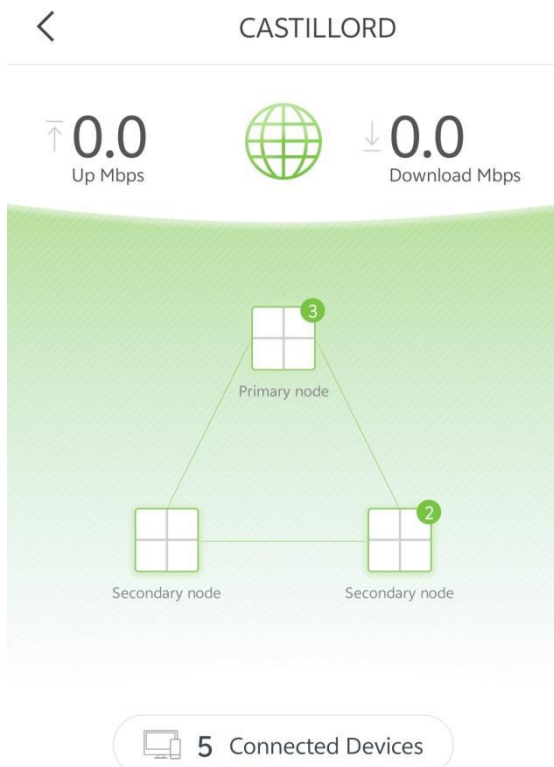 CASTILLORD
0.0
0.0
Up Mbps
Download Mbps
3
Primary node
2
Secondary node
Secondary node
5 Connected Devices